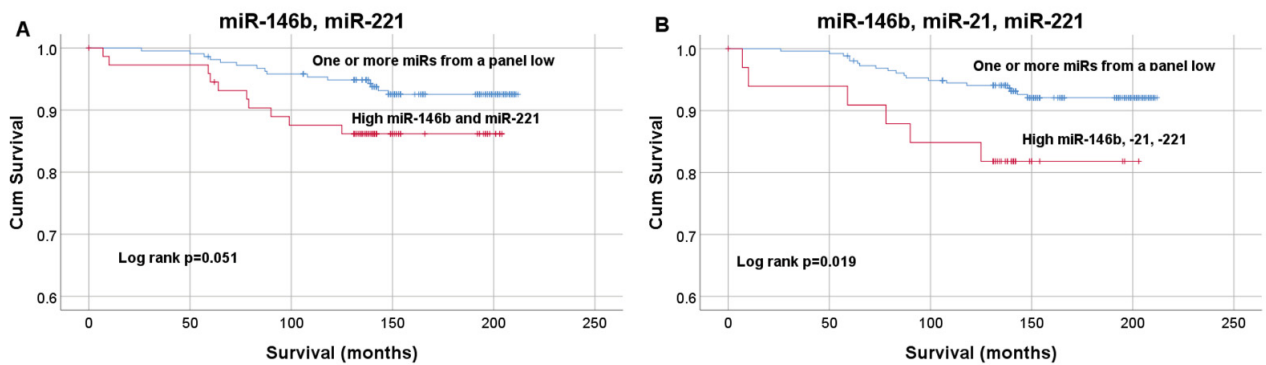 A
miR-146b, miR-221
Cum Survival
1.0
0.9
0.8
0.7
0.6
One or more miRs from a panel low
High miR-146b and miR-221
Log rank p=0.051
0 50 100 150 200 250
Survival (months)
B
miR-146b, miR-21, miR-221
Cum Survival
1.0
0.9
0.8
0.7
0.6
One or more miRs from a panel low
High miR-146b, -21, -221
Log rank p=0.019
0 50 100 150 200 250
Survival (months)